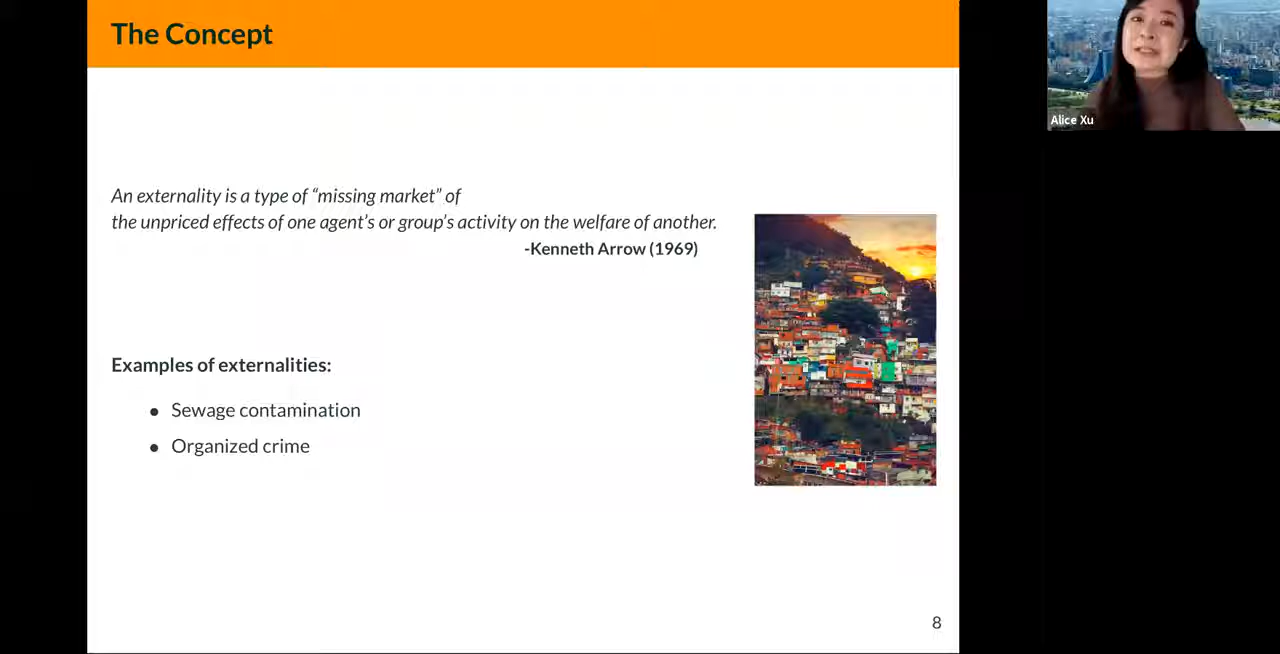 The Concept
An externality is a type of “missing market” of
the unpriced effects of one agent’s or group’s activity on the welfare of another.
-Kenneth Arrow (1969)
Examples of externalities:
● Sewage contamination
● Organized crime
8
Alice Xu